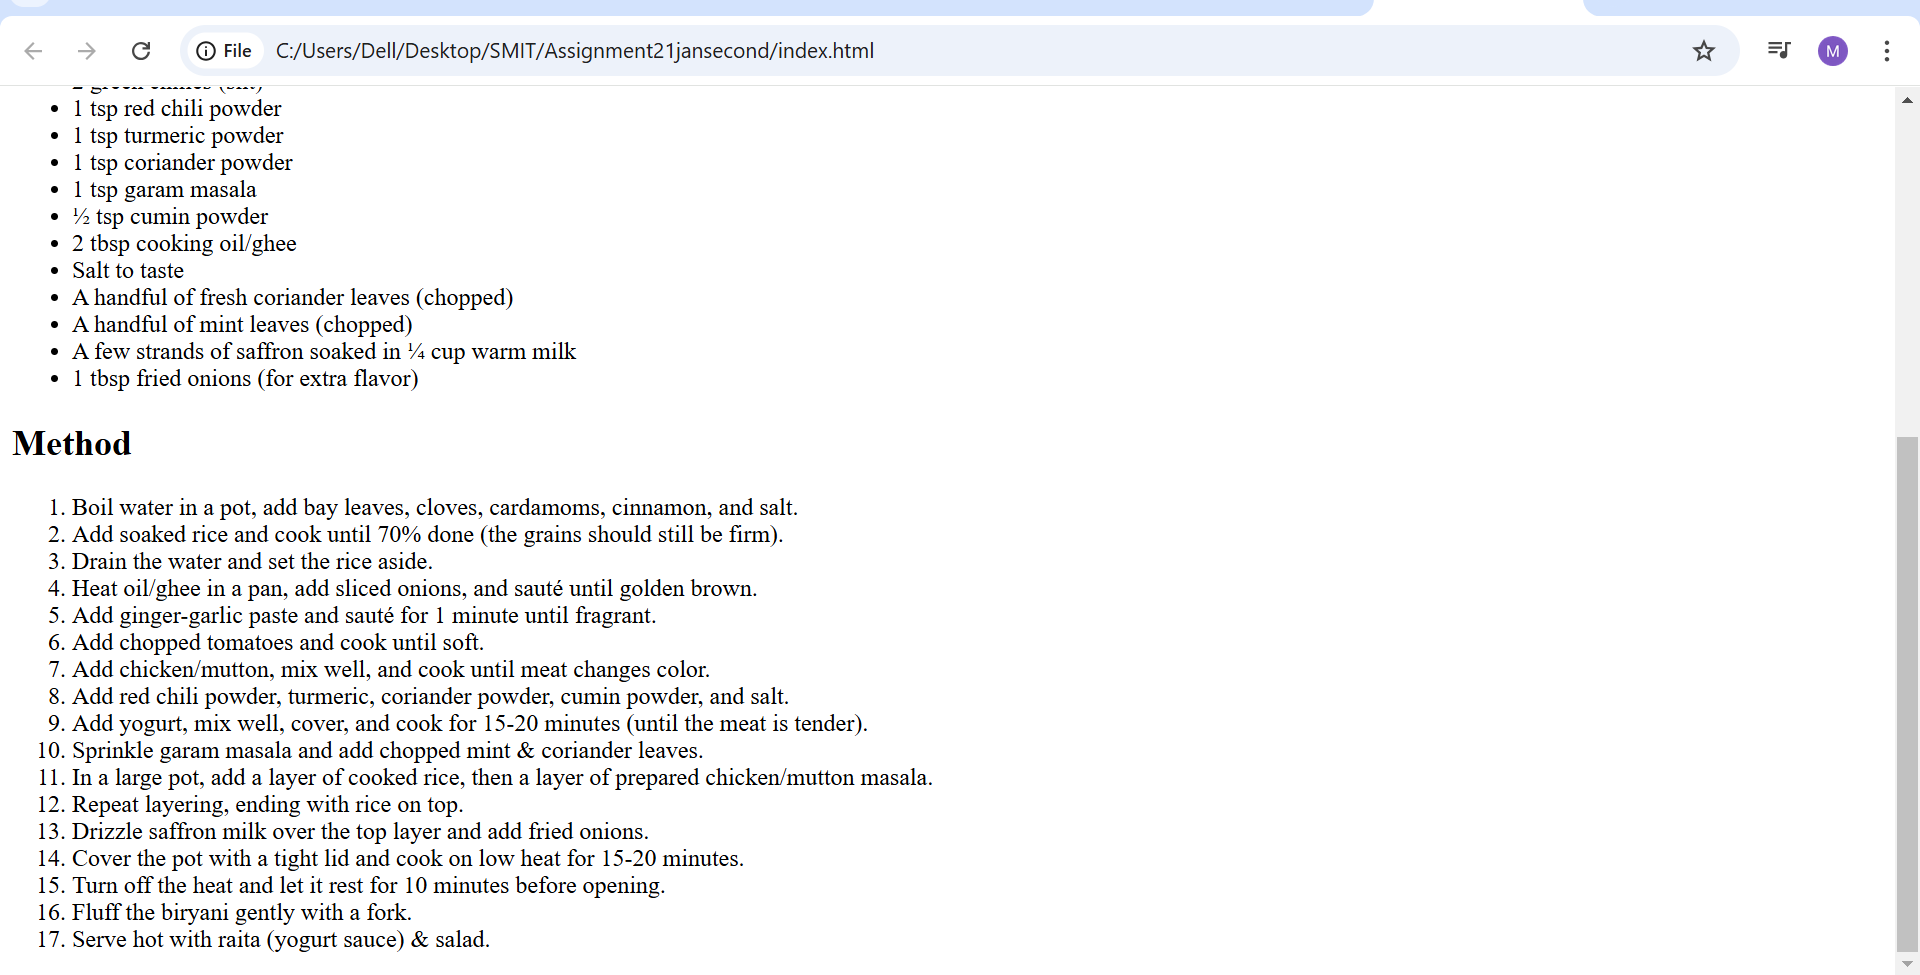 File C:/Users/Dell/Desktop/SMIT/Assignment21jansecond/index.html M
2 green chilies (slit)
1 tsp red chili powder
1 tsp turmeric powder
1 tsp coriander powder
1 tsp garam masala
½ tsp cumin powder
2 tbsp cooking oil/ghee
Salt to taste
A handful of fresh coriander leaves (chopped)
A handful of mint leaves (chopped)
A few strands of saffron soaked in ¼ cup warm milk
1 tbsp fried onions (for extra flavor)
Method
1. Boil water in a pot, add bay leaves, cloves, cardamoms, cinnamon, and salt.
2. Add soaked rice and cook until 70% done (the grains should still be firm).
3. Drain the water and set the rice aside.
4. Heat oil/ghee in a pan, add sliced onions, and sauté until golden brown.
5. Add ginger-garlic paste and sauté for 1 minute until fragrant.
6. Add chopped tomatoes and cook until soft.
7. Add chicken/mutton, mix well, and cook until meat changes color.
8. Add red chili powder, turmeric, coriander powder, cumin powder, and salt.
9. Add yogurt, mix well, cover, and cook for 15-20 minutes (until the meat is tender).
10. Sprinkle garam masala and add chopped mint & coriander leaves.
11. In a large pot, add a layer of cooked rice, then a layer of prepared chicken/mutton masala.
12. Repeat layering, ending with rice on top.
13. Drizzle saffron milk over the top layer and add fried onions.
14. Cover the pot with a tight lid and cook on low heat for 15-20 minutes.
15. Turn off the heat and let it rest for 10 minutes before opening.
16. Fluff the biryani gently with a fork.
17. Serve hot with raita (yogurt sauce) & salad.